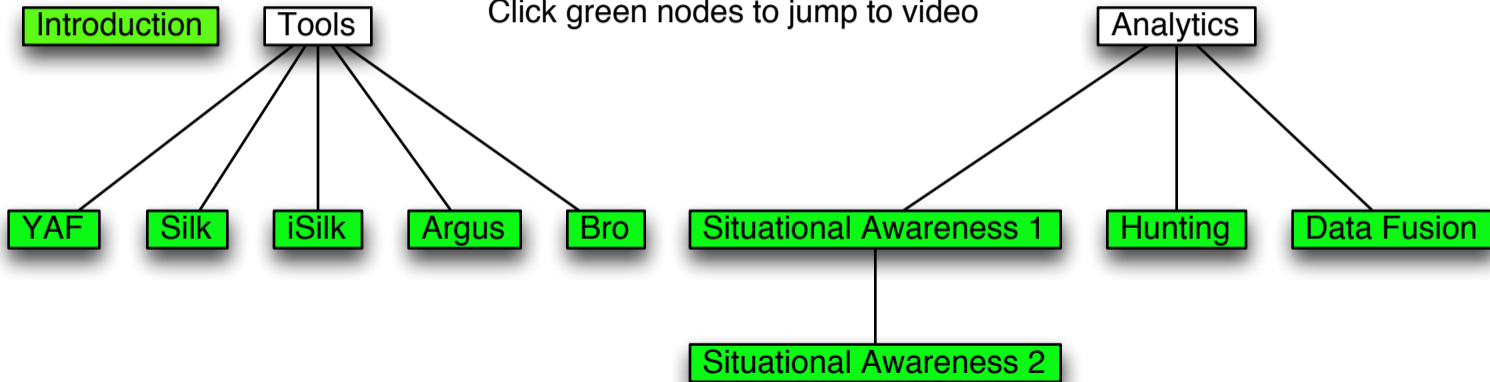 Click green nodes to jump to video
Introduction
Tools
Analytics
YAF
Silk
iSilk
Argus
Bro
Situational Awareness 1
Hunting
Data Fusion
Situational Awareness 2